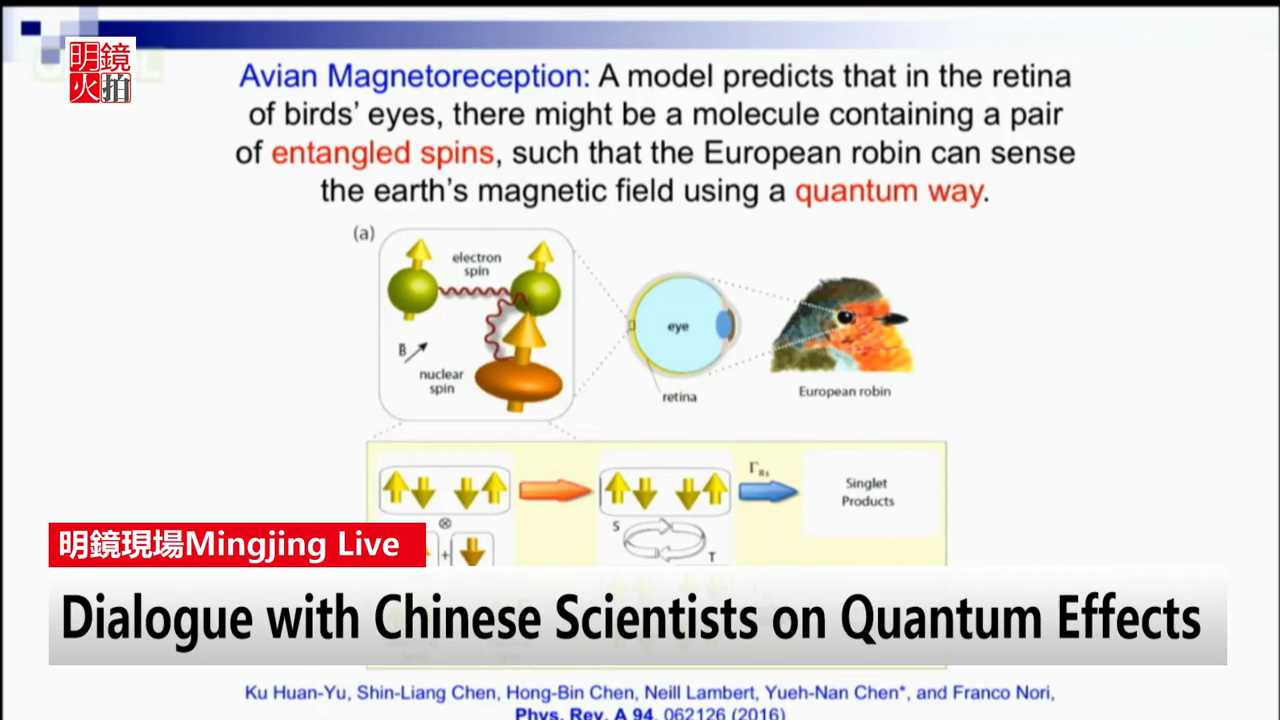 明鏡
火拍
Avian Magnetoreception: A model predicts that in the retina
of birds' eyes, there might be a molecule containing a pair
of entangled spins, such that the European robin can sense
the earth's magnetic field using a quantum way.
(a)
electron
spin
B
nuclear
spin
eye
retina
European robin
ΓRs
Singlet
Products
⊗
+
S
T
明鏡現場Mingjing Live
Dialogue with Chinese Scientists on Quantum Effects
Ku Huan-Yu, Shin-Liang Chen, Hong-Bin Chen, Neill Lambert, Yueh-Nan Chen*, and Franco Nori,
Phys. Rev. A 94, 062126 (2016)